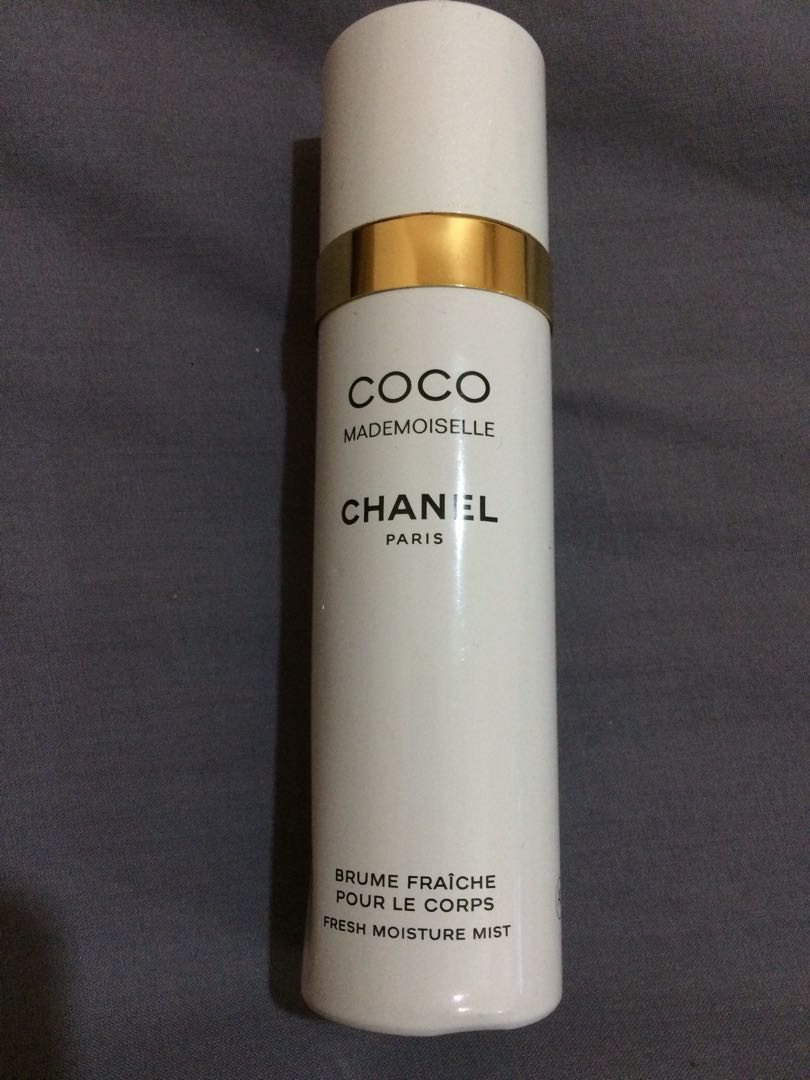 COCO
MADEMOISELLE
CHANEL
PARIS
BRUME FRAÎCHE
POUR LE CORPS
FRESH MOISTURE MIST